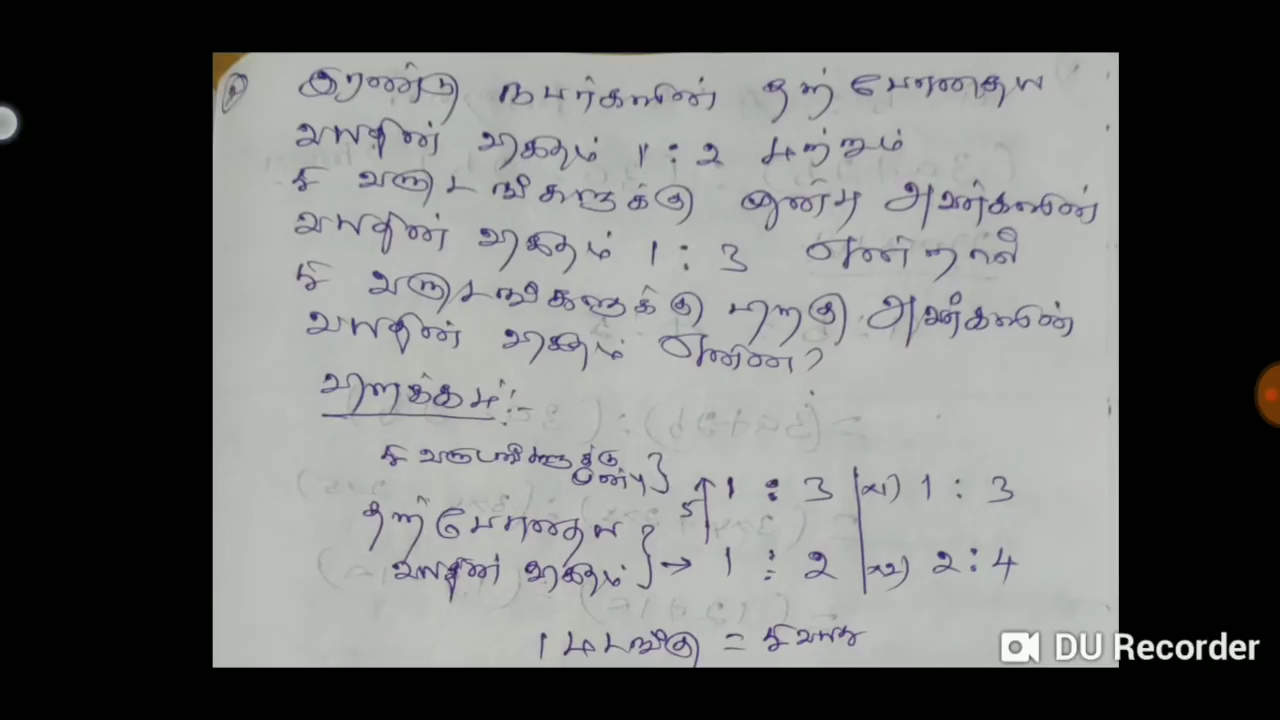 இரண்டு நபர்களின் தற்போதைய
வயதின் விகிதம் 1 : 2 மற்றும்
5 வருடங்களுக்கு முன்பு அவர்களின்
வயதின் விகிதம் 1 : 3 என்றால்
5 வருடங்களுக்கு பிறகு அவர்களின்
வயதின் விகிதம் என்ன?
விளக்கம்:-
5 வருடங்களுக்கு முன்பு } 5 ↑ 1 : 3 | 1 : 3
தற்போதைய வயதின் விகிதம் } → 1 : 2 | 2 : 4
1 மடங்கு = 5 வயது
DU Recorder